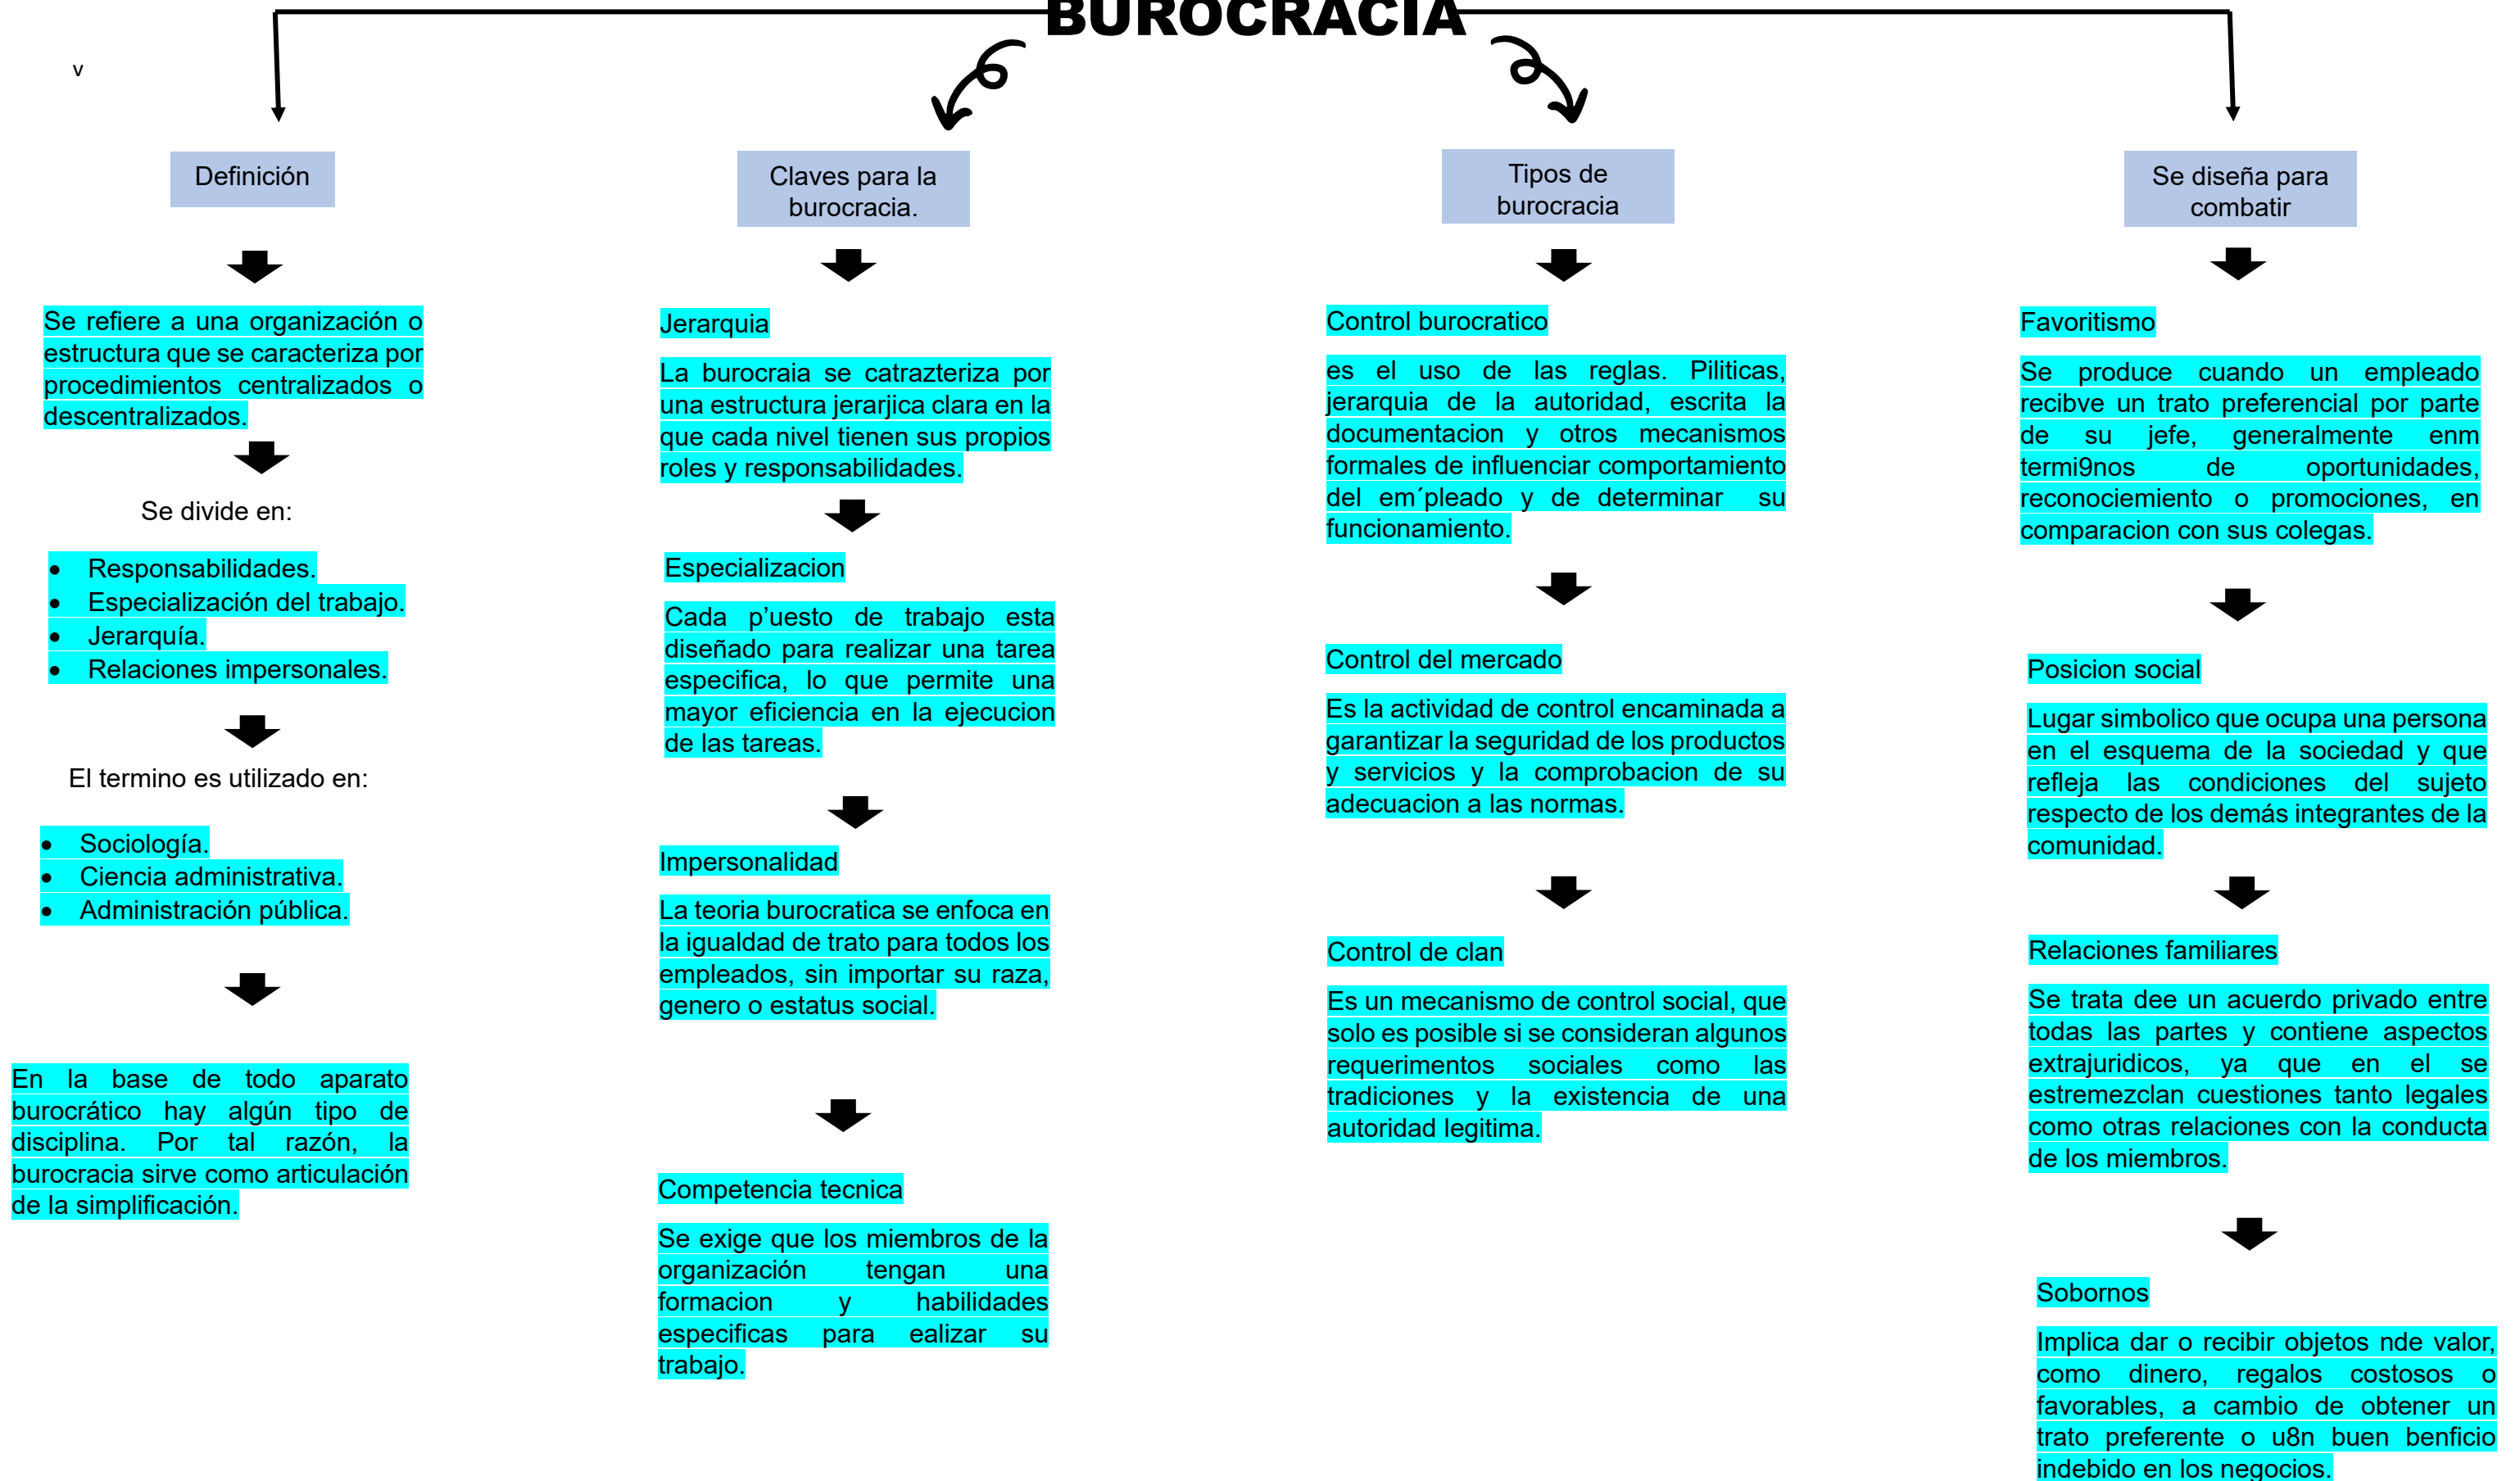 BUROCRACIA
v
Definición
Se refiere a una organización o
estructura que se caracteriza por
procedimientos centralizados o
descentralizados.
Se divide en:
• Responsabilidades.
• Especialización del trabajo.
• Jerarquía.
• Relaciones impersonales.
El termino es utilizado en:
• Sociología.
• Ciencia administrativa.
• Administración pública.
En la base de todo aparato
burocrático hay algún tipo de
disciplina. Por tal razón, la
burocracia sirve como articulación
de la simplificación.
Claves para la
burocracia.
Jerarquia
La burocraia se catrazteriza por
una estructura jerarjica clara en la
que cada nivel tienen sus propios
roles y responsabilidades.
Especializacion
Cada p’uesto de trabajo esta
diseñado para realizar una tarea
especifica, lo que permite una
mayor eficiencia en la ejecucion
de las tareas.
Impersonalidad
La teoria burocratica se enfoca en
la igualdad de trato para todos los
empleados, sin importar su raza,
genero o estatus social.
Competencia tecnica
Se exige que los miembros de la
organización tengan una
formacion y habilidades
especificas para ealizar su
trabajo.
Tipos de
burocracia
Control burocratico
es el uso de las reglas. Piliticas,
jerarquia de la autoridad, escrita la
documentacion y otros mecanismos
formales de influenciar comportamiento
del em´pleado y de determinar su
funcionamiento.
Control del mercado
Es la actividad de control encaminada a
garantizar la seguridad de los productos
y servicios y la comprobacion de su
adecuacion a las normas.
Control de clan
Es un mecanismo de control social, que
solo es posible si se consideran algunos
requerimentos sociales como las
tradiciones y la existencia de una
autoridad legitima.
Se diseña para
combatir
Favoritismo
Se produce cuando un empleado
recibve un trato preferencial por parte
de su jefe, generalmente enm
termi9nos de oportunidades,
reconociemiento o promociones, en
comparacion con sus colegas.
Posicion social
Lugar simbolico que ocupa una persona
en el esquema de la sociedad y que
refleja las condiciones del sujeto
respecto de los demás integrantes de la
comunidad.
Relaciones familiares
Se trata dee un acuerdo privado entre
todas las partes y contiene aspectos
extrajuridicos, ya que en el se
estremezclan cuestiones tanto legales
como otras relaciones con la conducta
de los miembros.
Sobornos
Implica dar o recibir objetos nde valor,
como dinero, regalos costosos o
favorables, a cambio de obtener un
trato preferente o u8n buen benficio
indebido en los negocios.